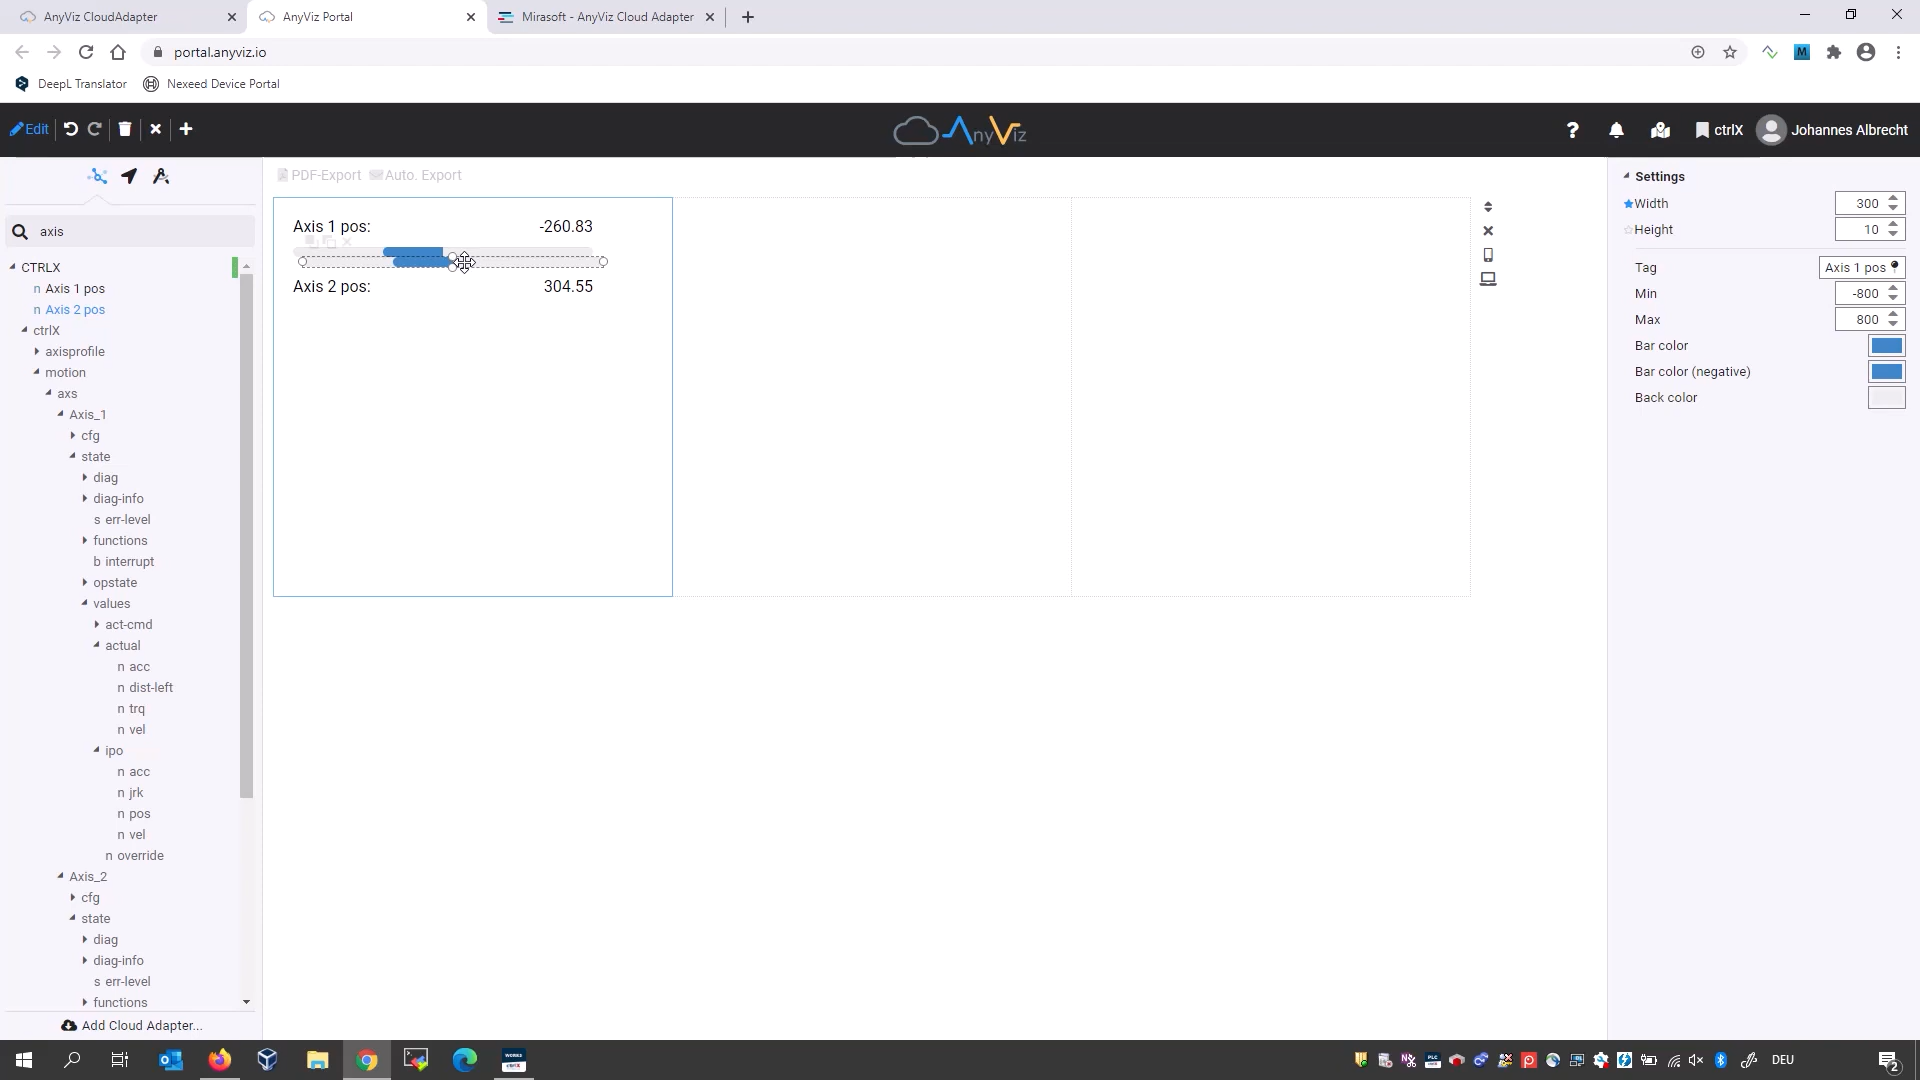 AnyViz CloudAdapter
AnyViz Portal
Mirasoft - AnyViz Cloud Adapter
portal.anyviz.io
DeepL Translator
Nexeed Device Portal
Edit
AnyViz
?
ctrlX
Johannes Albrecht
PDF-Export
Auto. Export
axis
CTRLX
n Axis 1 pos
n Axis 2 pos
ctrlX
axisprofile
motion
axs
Axis_1
cfg
state
diag
diag-info
s err-level
functions
b interrupt
opstate
values
act-cmd
actual
n acc
n dist-left
n trq
n vel
ipo
n acc
n jrk
n pos
n vel
n override
Axis_2
cfg
state
diag
diag-info
s err-level
functions
Add Cloud Adapter...
Axis 1 pos: -260.83
Axis 2 pos: 304.55
Settings
Width 300
Height 10
Tag Axis 1 pos
Min -800
Max 800
Bar color
Bar color (negative)
Back color
WORKS
PLC
DEU
2